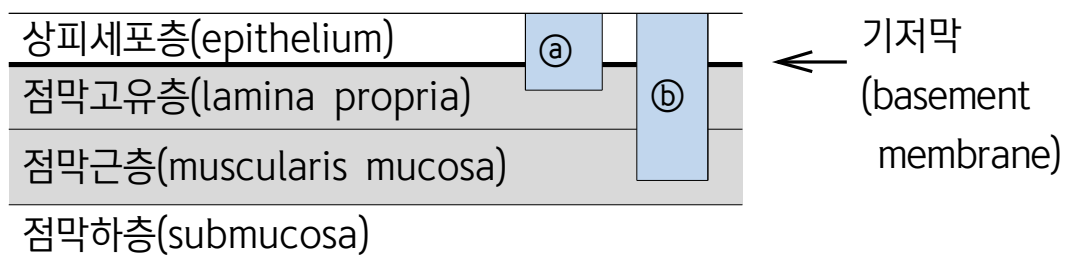 상피세포층(epithelium)
ⓐ
기저막
점막고유층(lamina propria)
ⓑ
(basement
membrane)
점막근층(muscularis mucosa)
점막하층(submucosa)